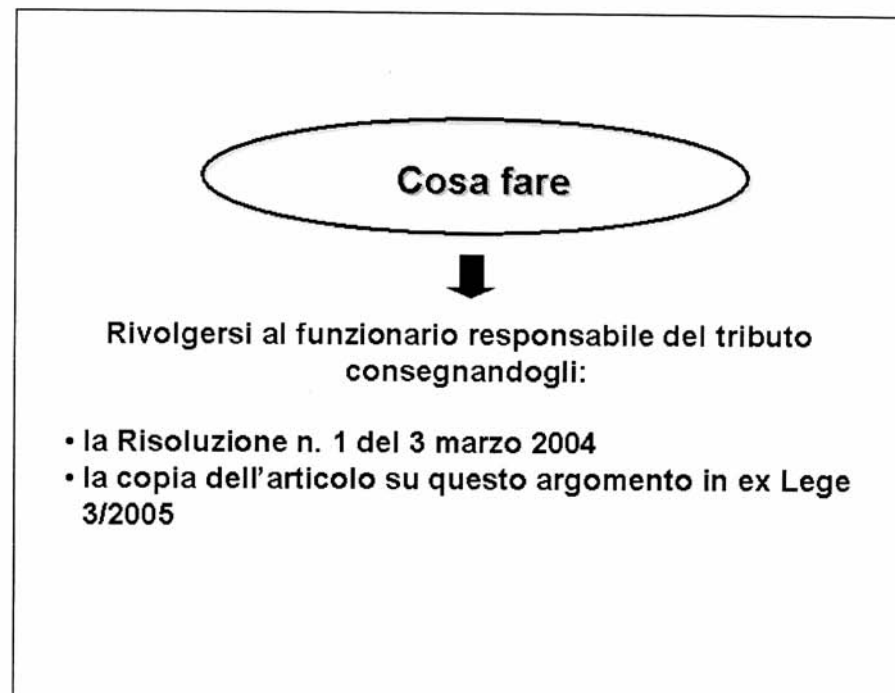 Cosa fare
Rivolgersi al funzionario responsabile del tributo
consegnandogli:
• la Risoluzione n. 1 del 3 marzo 2004
• la copia dell'articolo su questo argomento in ex Lege
3/2005